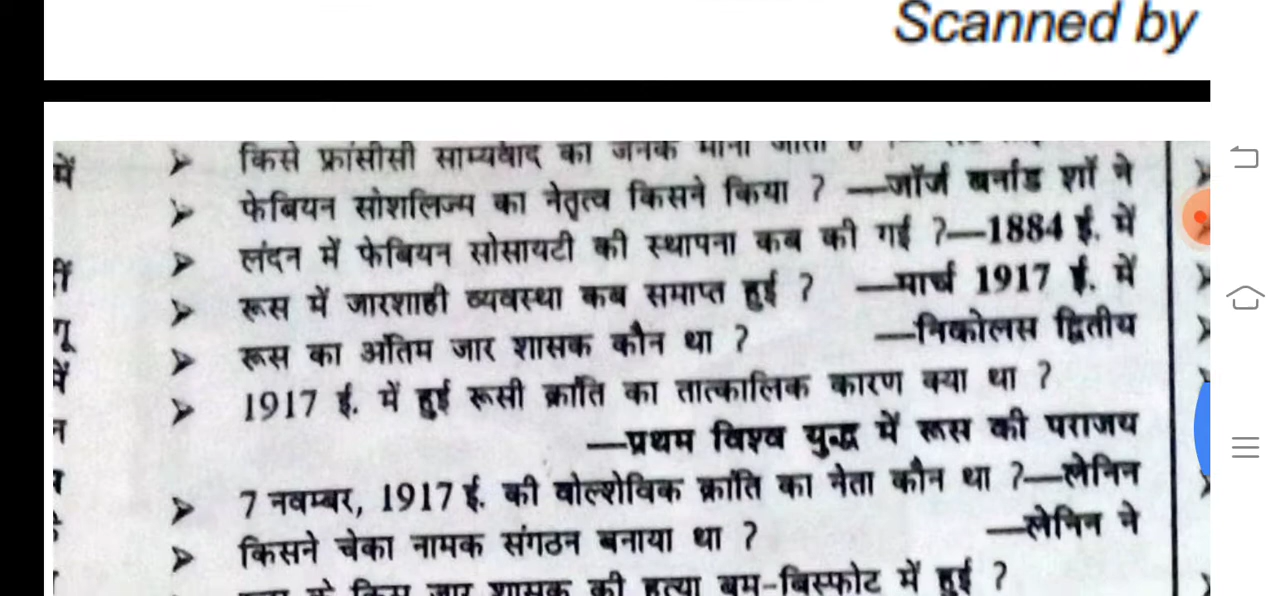 Scanned by
में
➤ किसे फ्रांसीसी साम्यवाद का जनक माना जाता है
➤ फेबियन सोशलिज्म का नेतृत्व किसने किया ? —जॉर्ज बर्नाड शॉ ने
➤ लंदन में फेबियन सोसायटी की स्थापना कब की गई ?—1884 ई. में
➤ रूस में जारशाही व्यवस्था कब समाप्त हुई ? —मार्च 1917 ई. में
➤ रूस का अंतिम जार शासक कौन था ? —निकोलस द्वितीय
➤ 1917 ई. में हुई रूसी क्रांति का तात्कालिक कारण क्या था ?
—प्रथम विश्व युद्ध में रूस की पराजय
➤ 7 नवम्बर, 1917 ई. की वोल्शेविक क्रांति का नेता कौन था ?—लेनिन
➤ किसने चेका नामक संगठन बनाया था ? —लेनिन ने
किस जार शासक की हत्या बम-बिस्फोट में हुई ?